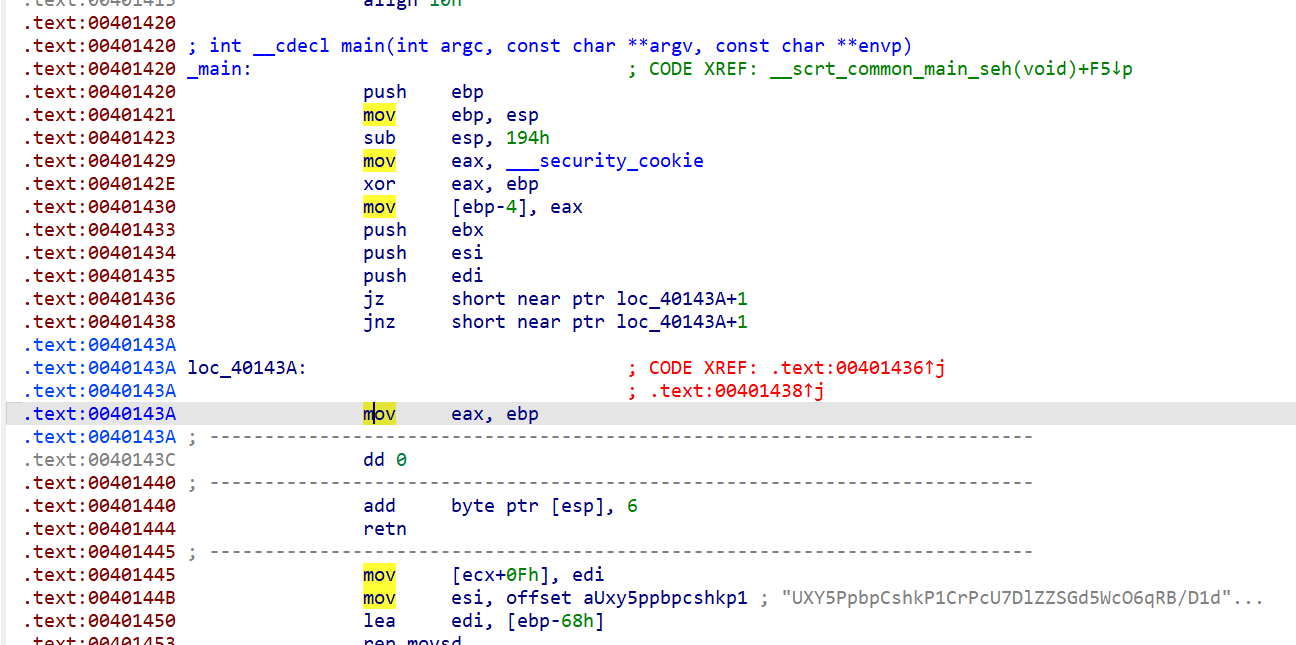 .text:00401415 align 10h
.text:00401420
.text:00401420 ; int __cdecl main(int argc, const char **argv, const char **envp)
.text:00401420 _main: ; CODE XREF: __scrt_common_main_seh(void)+F5↓p
.text:00401420 push ebp
.text:00401421 mov ebp, esp
.text:00401423 sub esp, 194h
.text:00401429 mov eax, ___security_cookie
.text:0040142E xor eax, ebp
.text:00401430 mov [ebp-4], eax
.text:00401433 push ebx
.text:00401434 push esi
.text:00401435 push edi
.text:00401436 jz short near ptr loc_40143A+1
.text:00401438 jnz short near ptr loc_40143A+1
.text:0040143A
.text:0040143A loc_40143A: ; CODE XREF: .text:00401436↑j
.text:0040143A ; .text:00401438↑j
.text:0040143A mov eax, ebp
.text:0040143A ; ---------------------------------------------------------------------------
.text:0040143C dd 0
.text:00401440 ; ---------------------------------------------------------------------------
.text:00401440 add byte ptr [esp], 6
.text:00401444 retn
.text:00401445 ; ---------------------------------------------------------------------------
.text:00401445 mov [ecx+0Fh], edi
.text:0040144B mov esi, offset aUxy5ppbpcshkp1 ; "UXY5PpbpCshkP1CrPcU7DlZZSGd5WcO6qRB/D1d"...
.text:00401450 lea edi, [ebp-68h]
.text:00401453 rep movsd